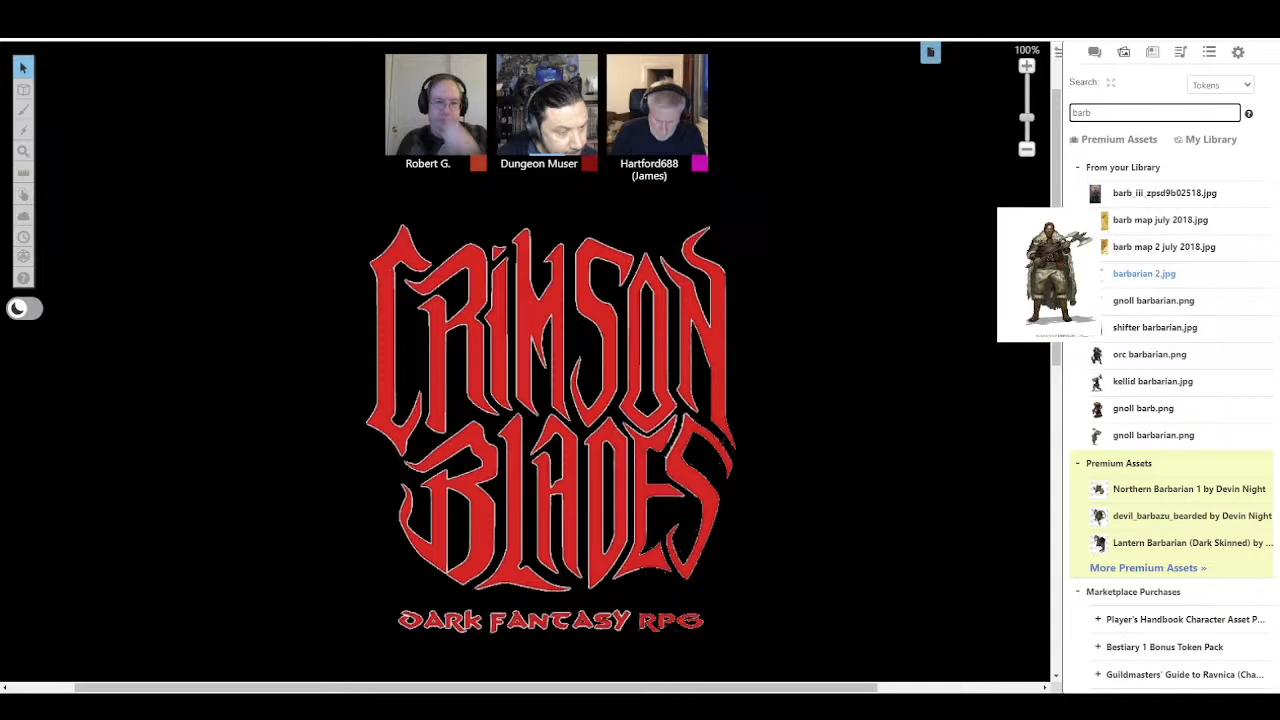 100%
Search:
Tokens
barb
Premium Assets
My Library
Robert G.
Dungeon Muser
Hartford688
(James)
- From your Library
barb_iii_zpsd9b02518.jpg
barb map july 2018.jpg
barb map 2 july 2018.jpg
barbarian 2.jpg
gnoll barbarian.png
shifter barbarian.jpg
orc barbarian.png
kellid barbarian.jpg
gnoll barb.png
gnoll barbarian.png
- Premium Assets
Northern Barbarian 1 by Devin Night
devil_barbazu_bearded by Devin Night
Lantern Barbarian (Dark Skinned) by ...
More Premium Assets »
- Marketplace Purchases
+ Player's Handbook Character Asset P...
+ Bestiary 1 Bonus Token Pack
+ Guildmasters' Guide to Ravnica (Cha...
CRIMSON
BLADES
DARK FANTASY RPG